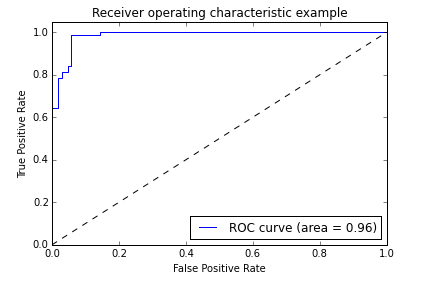 Receiver operating characteristic example
True Positive Rate
1.0
0.8
0.6
0.4
0.2
0.0
ROC curve (area = 0.96)
0.0 0.2 0.4 0.6 0.8 1.0
False Positive Rate